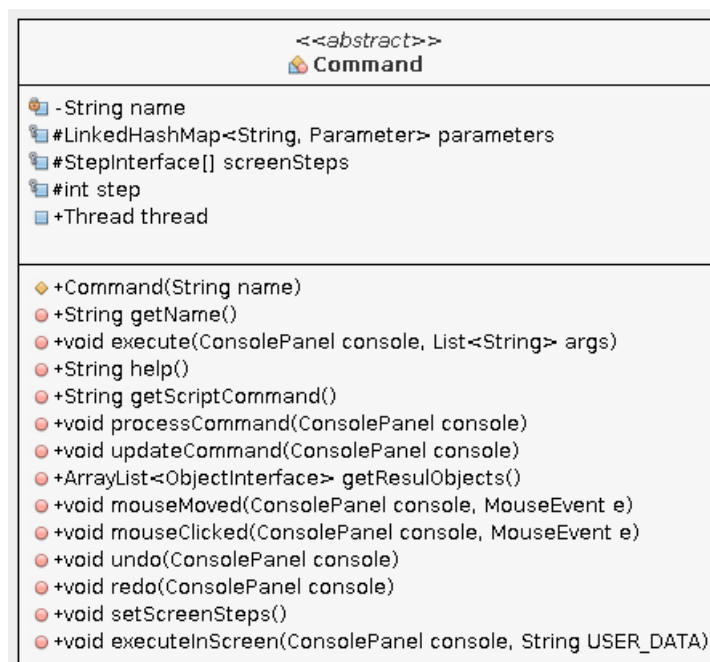 <<abstract>>
Command
-String name
#LinkedHashMap<String, Parameter> parameters
#StepInterface[] screenSteps
#int step
+Thread thread
+Command(String name)
+String getName()
+void execute(ConsolePanel console, List<String> args)
+String help()
+String getScriptCommand()
+void processCommand(ConsolePanel console)
+void updateCommand(ConsolePanel console)
+ArrayList<ObjectInterface> getResulObjects()
+void mouseMoved(ConsolePanel console, MouseEvent e)
+void mouseClicked(ConsolePanel console, MouseEvent e)
+void undo(ConsolePanel console)
+void redo(ConsolePanel console)
+void setScreenSteps()
+void executeInScreen(ConsolePanel console, String USER_DATA)